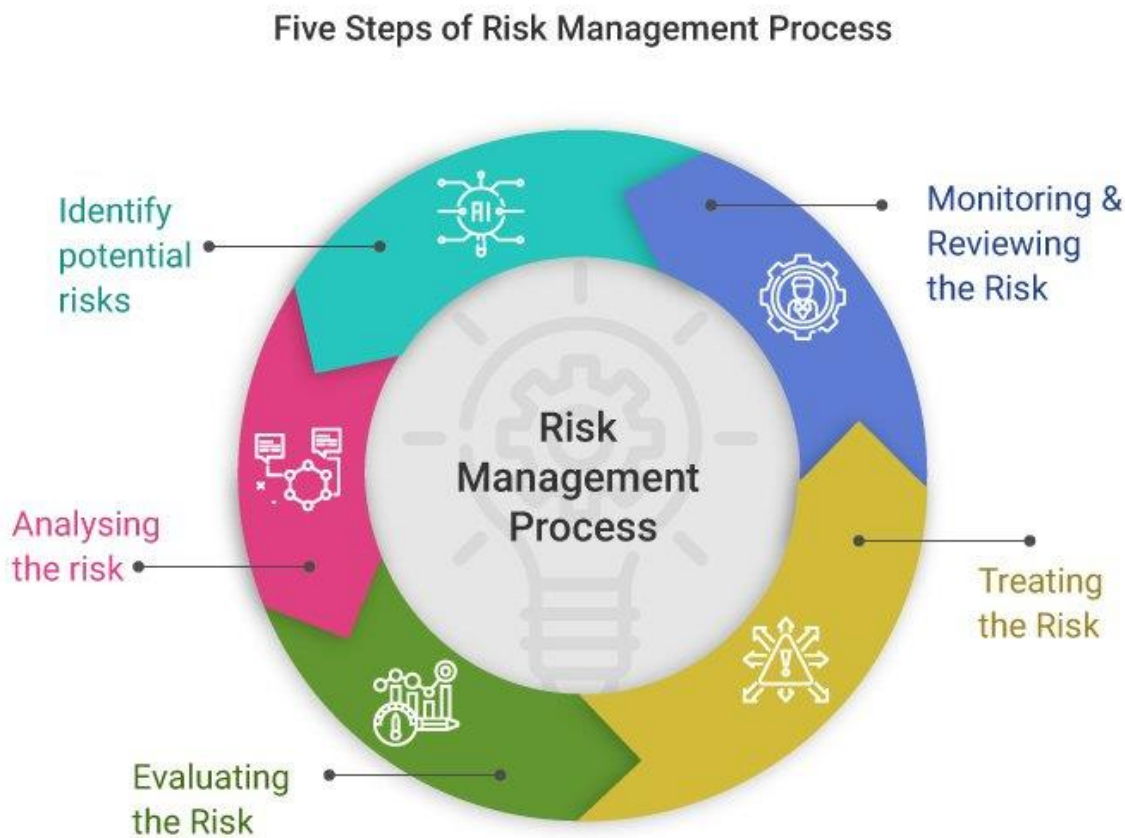 Five Steps of Risk Management Process
Identify
potential
risks
Monitoring &
Reviewing
the Risk
AI
Risk
Management
Process
Analysing
the risk
Treating
the Risk
Evaluating
the Risk